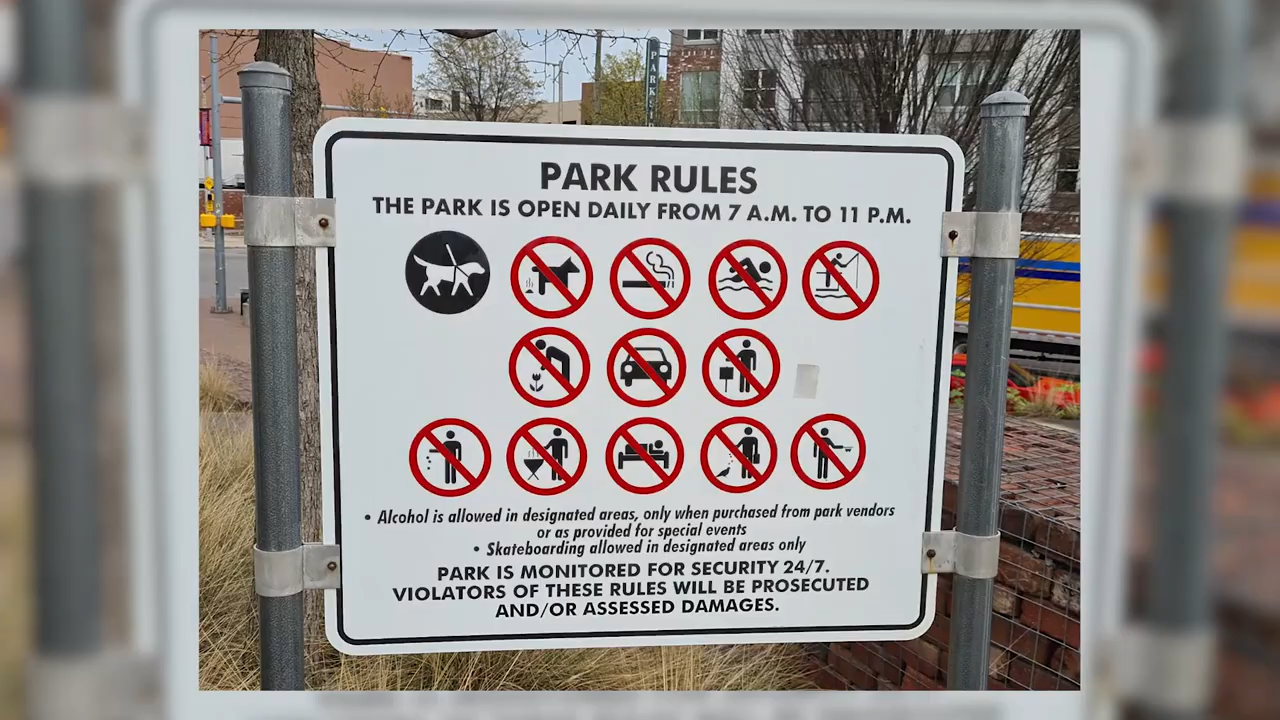 PARK
PARK RULES
THE PARK IS OPEN DAILY FROM 7 A.M. TO 11 P.M.
• Alcohol is allowed in designated areas, only when purchased from park vendors
or as provided for special events
• Skateboarding allowed in designated areas only
PARK IS MONITORED FOR SECURITY 24/7.
VIOLATORS OF THESE RULES WILL BE PROSECUTED
AND/OR ASSESSED DAMAGES.